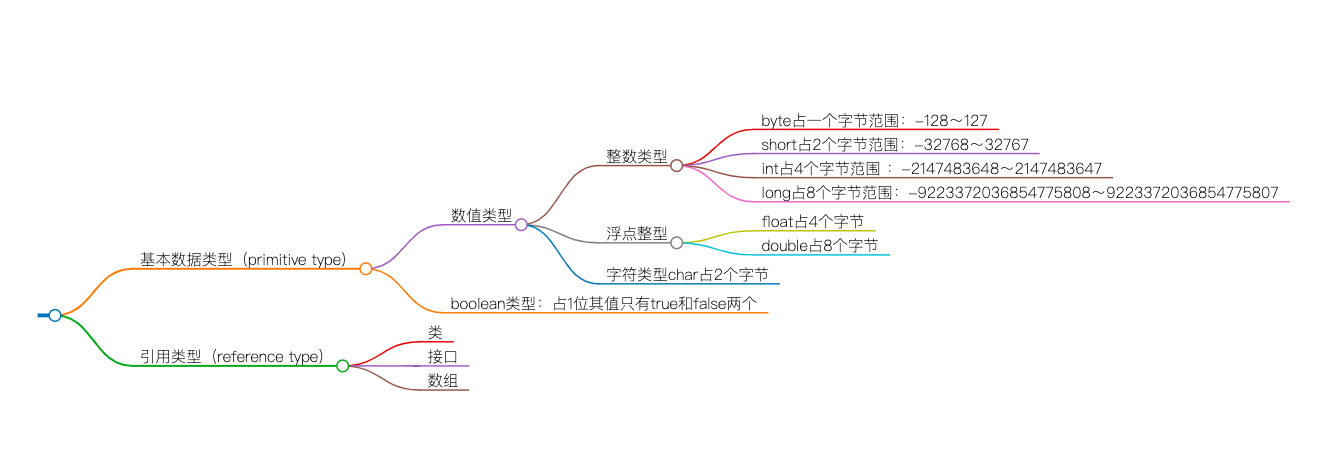 byte占一个字节范围：-128～127
short占2个字节范围：-32768～32767
整数类型
int占4个字节范围 ：-2147483648～2147483647
long占8个字节范围：-9223372036854775808～9223372036854775807
数值类型
float占4个字节
浮点整型
double占8个字节
基本数据类型（primitive type）
字符类型char占2个字节
boolean类型：占1位其值只有true和false两个
类
引用类型（reference type）
接口
数组